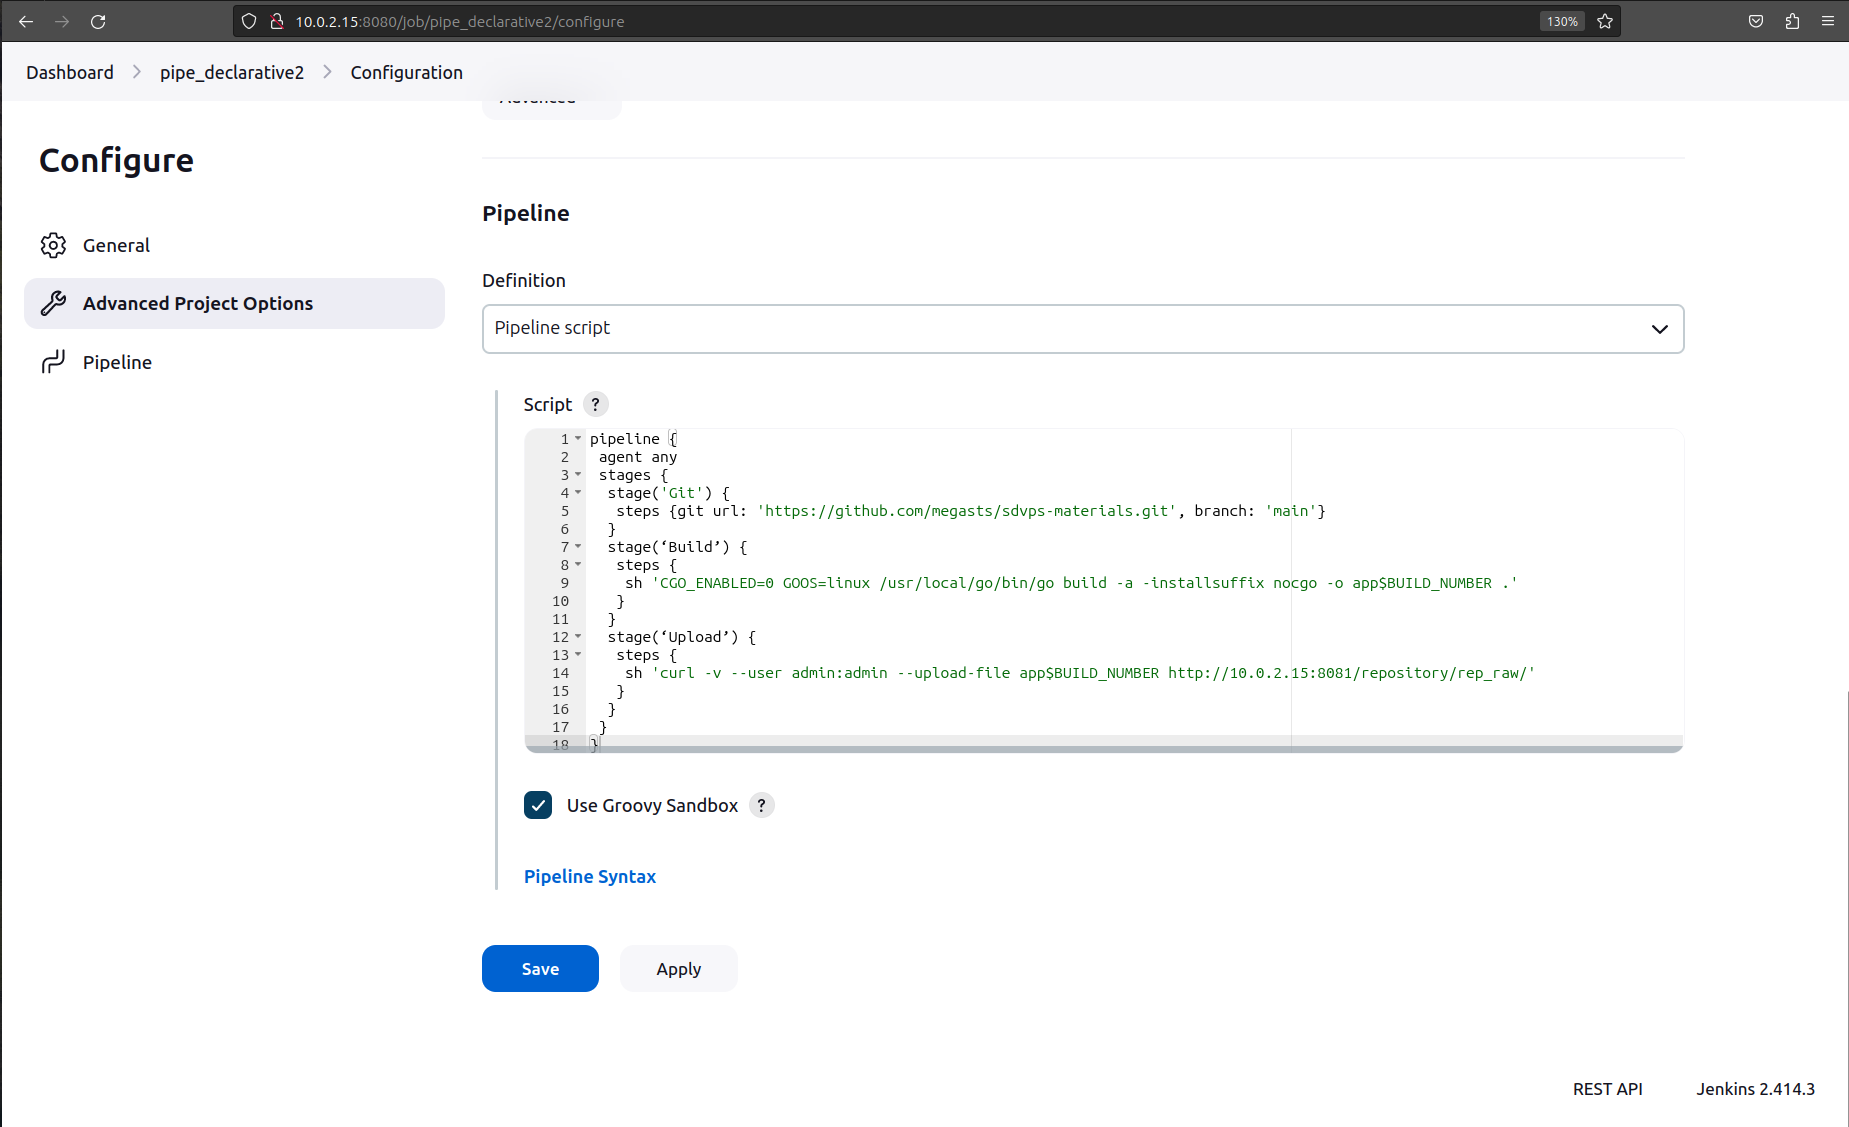 10.0.2.15:8080/job/pipe_declarative2/configure
130%
Dashboard > pipe_declarative2 > Configuration
Advanced
Configure
General
Advanced Project Options
Pipeline
Pipeline
Definition
Pipeline script
Script ?
1 pipeline {
2  agent any
3  stages {
4   stage('Git') {
5    steps {git url: 'https://github.com/megasts/sdvps-materials.git', branch: 'main'}
6   }
7   stage(‘Build’) {
8    steps {
9     sh 'CGO_ENABLED=0 GOOS=linux /usr/local/go/bin/go build -a -installsuffix nocgo -o app$BUILD_NUMBER .'
10    }
11   }
12   stage(‘Upload’) {
13    steps {
14     sh 'curl -v --user admin:admin --upload-file app$BUILD_NUMBER http://10.0.2.15:8081/repository/rep_raw/'
15    }
16   }
17  }
18 }
Use Groovy Sandbox ?
Pipeline Syntax
Save
Apply
REST API
Jenkins 2.414.3